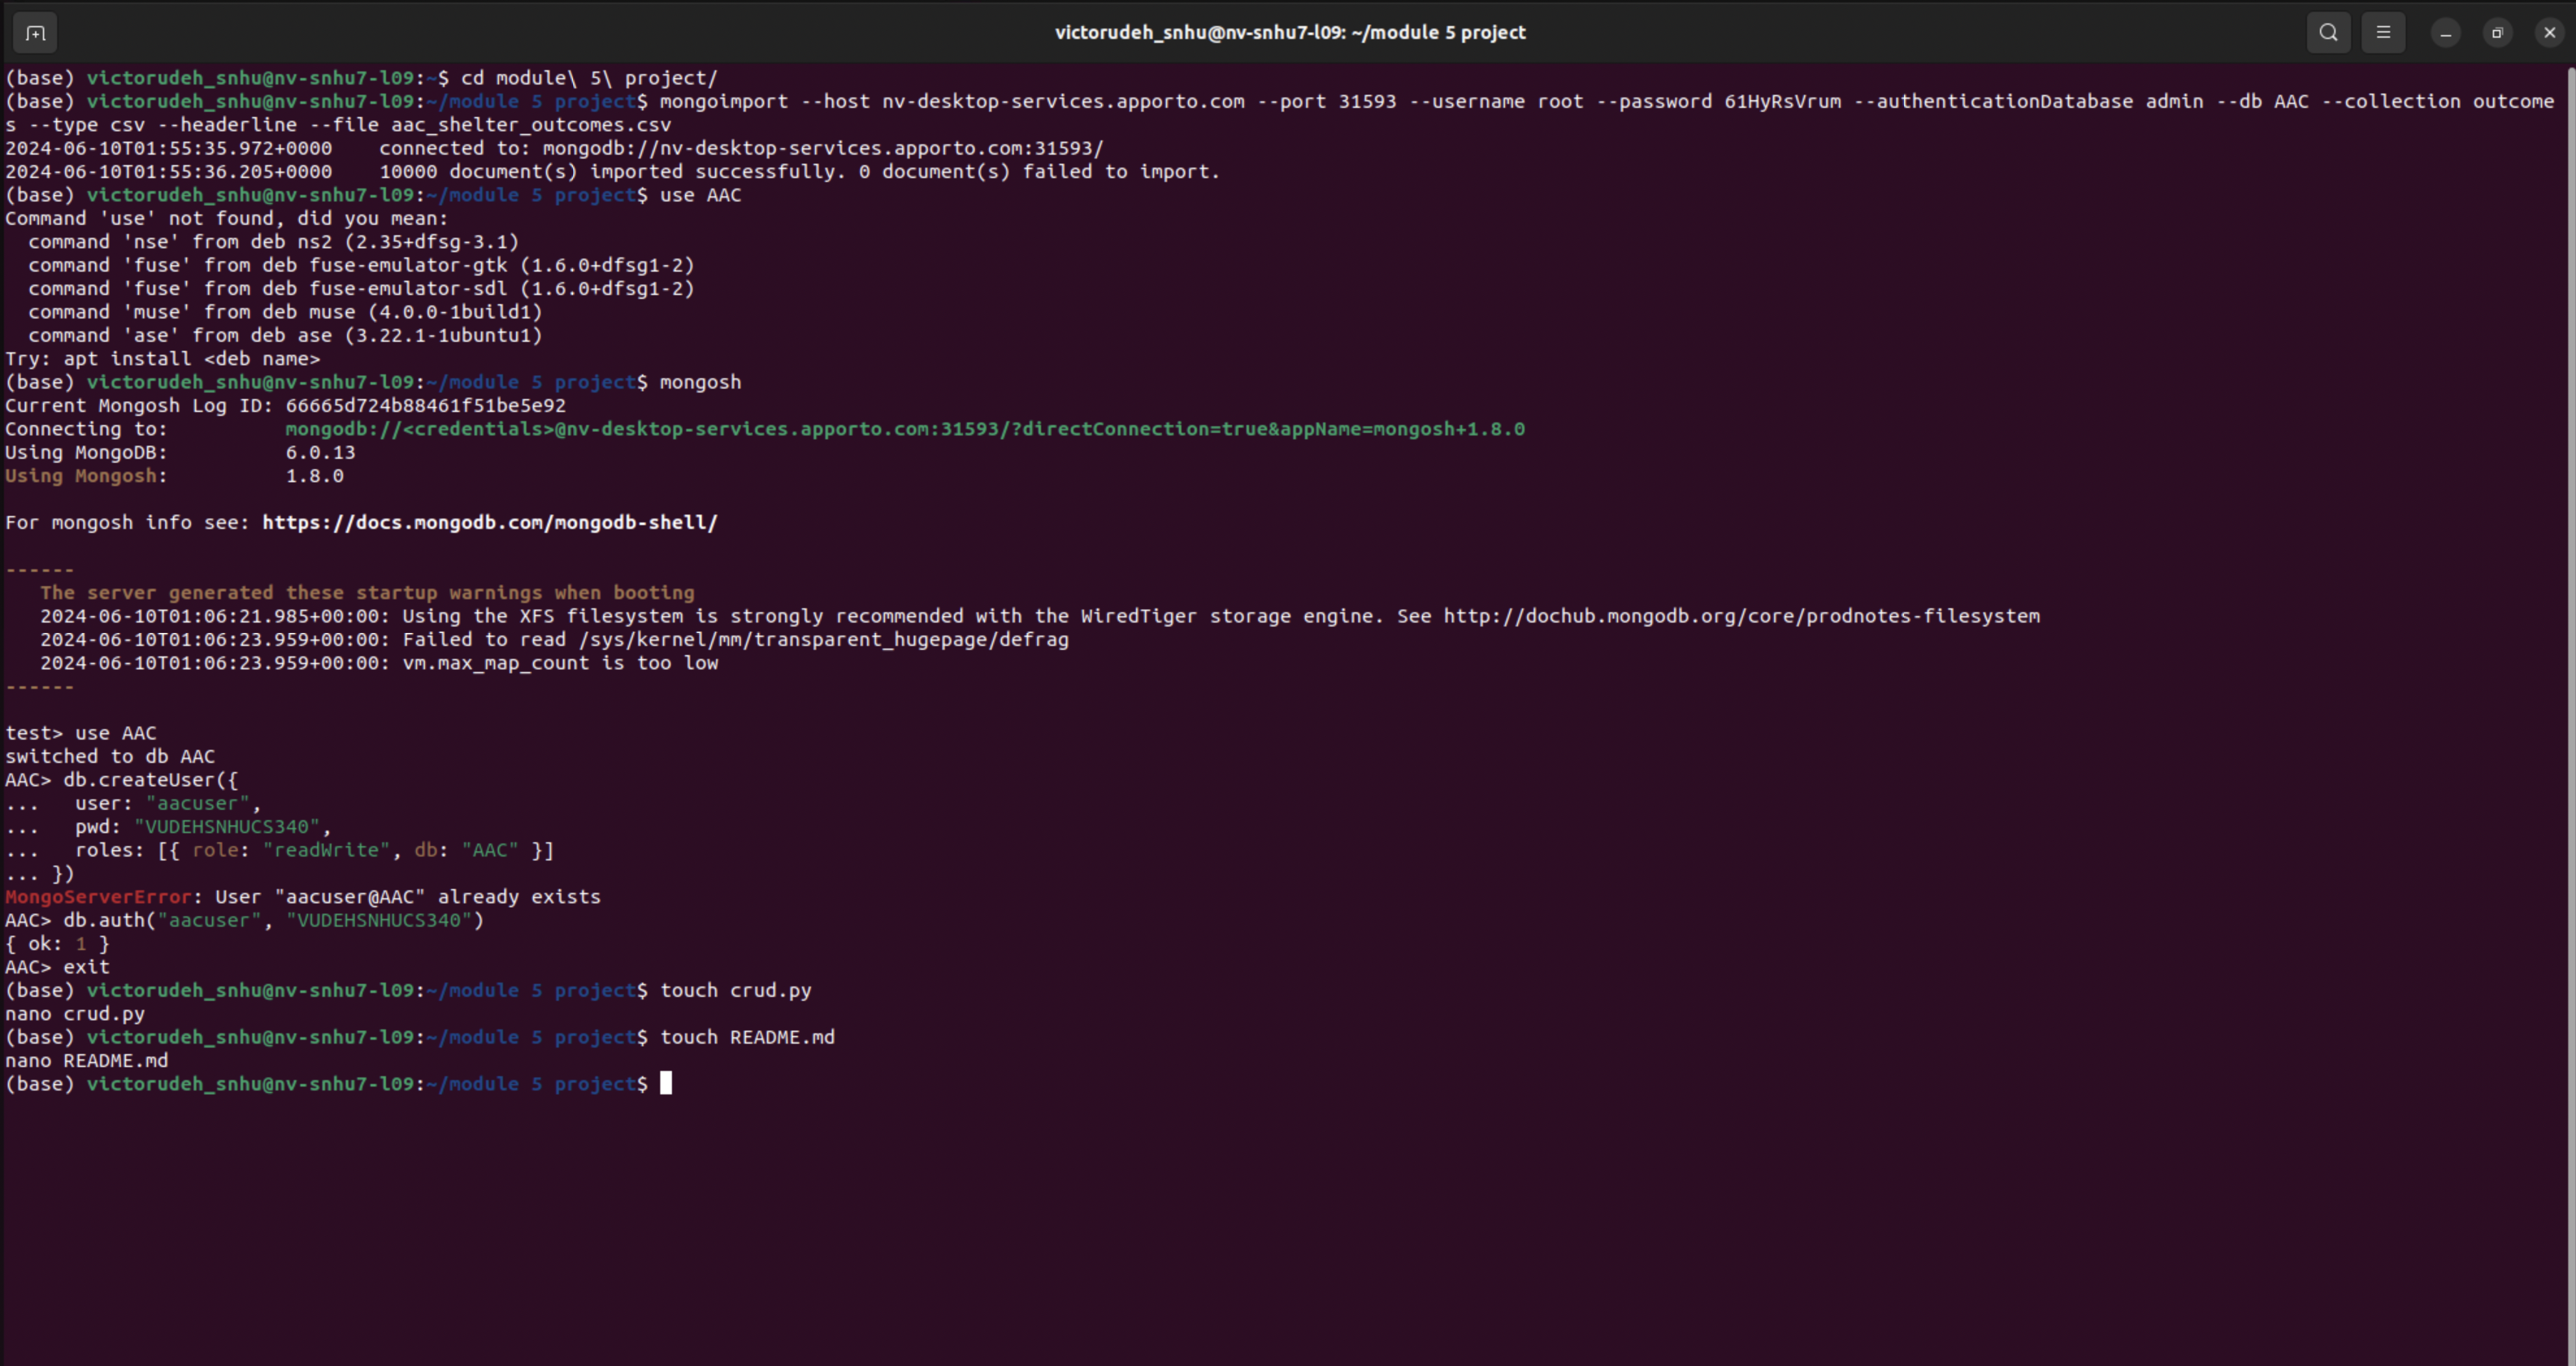 victorudeh_snhu@nv-snhu7-l09: ~/module 5 project
(base) victorudeh_snhu@nv-snhu7-l09:~$ cd module\ 5\ project/
(base) victorudeh_snhu@nv-snhu7-l09:~/module 5 project$ mongoimport --host nv-desktop-services.apporto.com --port 31593 --username root --password 61HyRsVrum --authenticationDatabase admin --db AAC --collection outcome
s --type csv --headerline --file aac_shelter_outcomes.csv
2024-06-10T01:55:35.972+0000    connected to: mongodb://nv-desktop-services.apporto.com:31593/
2024-06-10T01:55:36.205+0000    10000 document(s) imported successfully. 0 document(s) failed to import.
(base) victorudeh_snhu@nv-snhu7-l09:~/module 5 project$ use AAC
Command 'use' not found, did you mean:
  command 'nse' from deb ns2 (2.35+dfsg-3.1)
  command 'fuse' from deb fuse-emulator-gtk (1.6.0+dfsg1-2)
  command 'fuse' from deb fuse-emulator-sdl (1.6.0+dfsg1-2)
  command 'muse' from deb muse (4.0.0-1build1)
  command 'ase' from deb ase (3.22.1-1ubuntu1)
Try: apt install <deb name>
(base) victorudeh_snhu@nv-snhu7-l09:~/module 5 project$ mongosh
Current Mongosh Log ID: 66665d724b88461f51be5e92
Connecting to:          mongodb://<credentials>@nv-desktop-services.apporto.com:31593/?directConnection=true&appName=mongosh+1.8.0
Using MongoDB:          6.0.13
Using Mongosh:          1.8.0
For mongosh info see: https://docs.mongodb.com/mongodb-shell/
------
   The server generated these startup warnings when booting
   2024-06-10T01:06:21.985+00:00: Using the XFS filesystem is strongly recommended with the WiredTiger storage engine. See http://dochub.mongodb.org/core/prodnotes-filesystem
   2024-06-10T01:06:23.959+00:00: Failed to read /sys/kernel/mm/transparent_hugepage/defrag
   2024-06-10T01:06:23.959+00:00: vm.max_map_count is too low
------
test> use AAC
switched to db AAC
AAC> db.createUser({
...   user: "aacuser",
...   pwd: "VUDEHSNHUCS340",
...   roles: [{ role: "readWrite", db: "AAC" }]
... })
MongoServerError: User "aacuser@AAC" already exists
AAC> db.auth("aacuser", "VUDEHSNHUCS340")
{ ok: 1 }
AAC> exit
(base) victorudeh_snhu@nv-snhu7-l09:~/module 5 project$ touch crud.py
nano crud.py
(base) victorudeh_snhu@nv-snhu7-l09:~/module 5 project$ touch README.md
nano README.md
(base) victorudeh_snhu@nv-snhu7-l09:~/module 5 project$